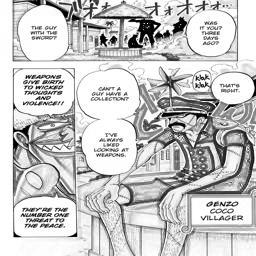 WAS IT
YOU? THREE
DAYS AGO?
THE GUY
WITH THE
SWORD?
klak
klak
THAT'S
RIGHT.
CAN'T A
GUY HAVE A
COLLECTION?
I'VE
ALWAYS
LIKED
LOOKING AT
WEAPONS.
WEAPONS
GIVE BIRTH
TO WICKED
THOUGHTS
AND
VIOLENCE!!
THEY'RE THE
NUMBER ONE
THREAT TO
THE PEACE.
GENZO
COCO
VILLAGER